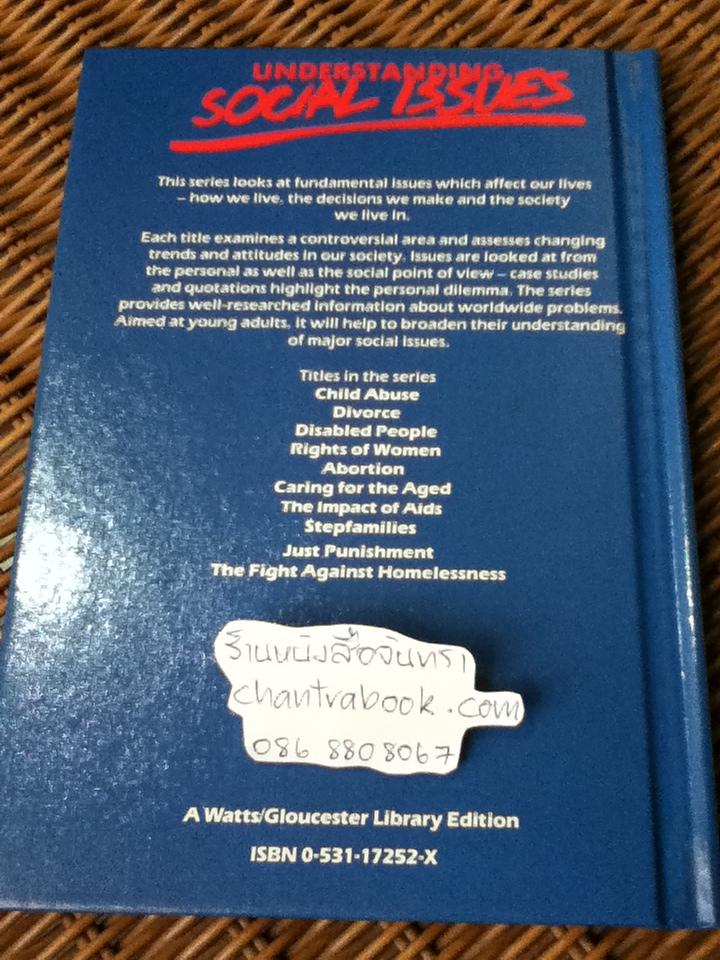 UNDERSTANDING
SOCIAL ISSUES
This series looks at fundamental issues which affect our lives
– how we live, the decisions we make and the society
we live in.
Each title examines a controversial area and assesses changing
trends and attitudes in our society. Issues are looked at from
the personal as well as the social point of view – case studies
and quotations highlight the personal dilemma. The series
provides well-researched information about worldwide problems.
Aimed at young adults, it will help to broaden their understanding
of major social issues.
Titles in the series
Child Abuse
Divorce
Disabled People
Rights of Women
Abortion
Caring for the Aged
The Impact of Aids
Stepfamilies
Just Punishment
The Fight Against Homelessness
ร้านหนังสือจันทรา
chantrabook.com
086 8808067
A Watts/Gloucester Library Edition
ISBN 0-531-17252-X